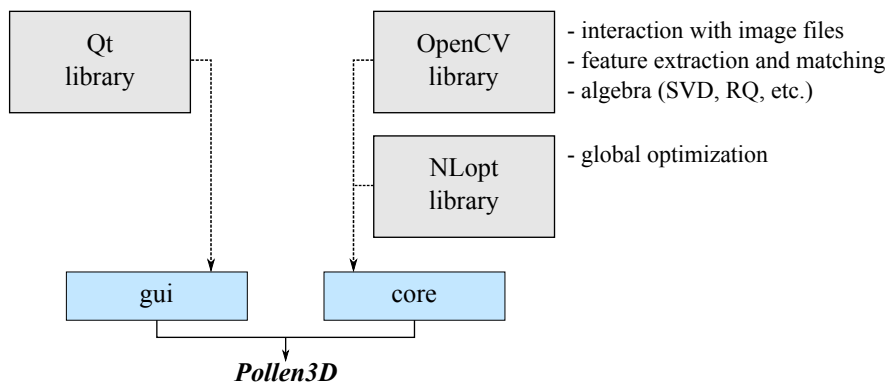 Qt
library
OpenCV
library
- interaction with image files
- feature extraction and matching
- algebra (SVD, RQ, etc.)
NLopt
library
- global optimization
gui
core
Pollen3D